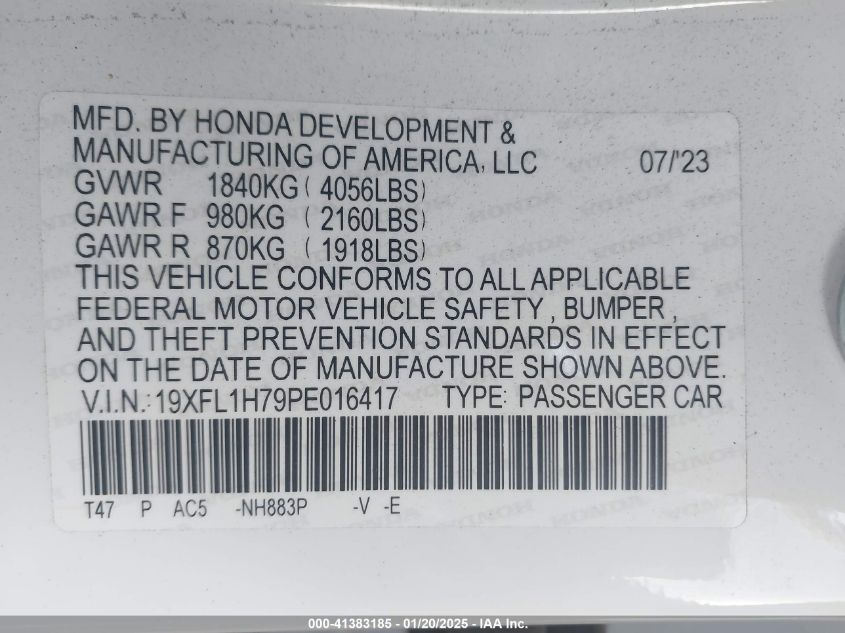 MFD. BY HONDA DEVELOPMENT &
MANUFACTURING OF AMERICA, LLC 07/'23
GVWR 1840KG ( 4056LBS)
GAWR F 980KG ( 2160LBS)
GAWR R 870KG ( 1918LBS)
THIS VEHICLE CONFORMS TO ALL APPLICABLE
FEDERAL MOTOR VEHICLE SAFETY , BUMPER ,
AND THEFT PREVENTION STANDARDS IN EFFECT
ON THE DATE OF MANUFACTURE SHOWN ABOVE.
V.I.N.: 19XFL1H79PE016417 TYPE: PASSENGER CAR
T47 P AC5 -NH883P -V -E
000-41383185 - 01/20/2025 - IAA Inc.